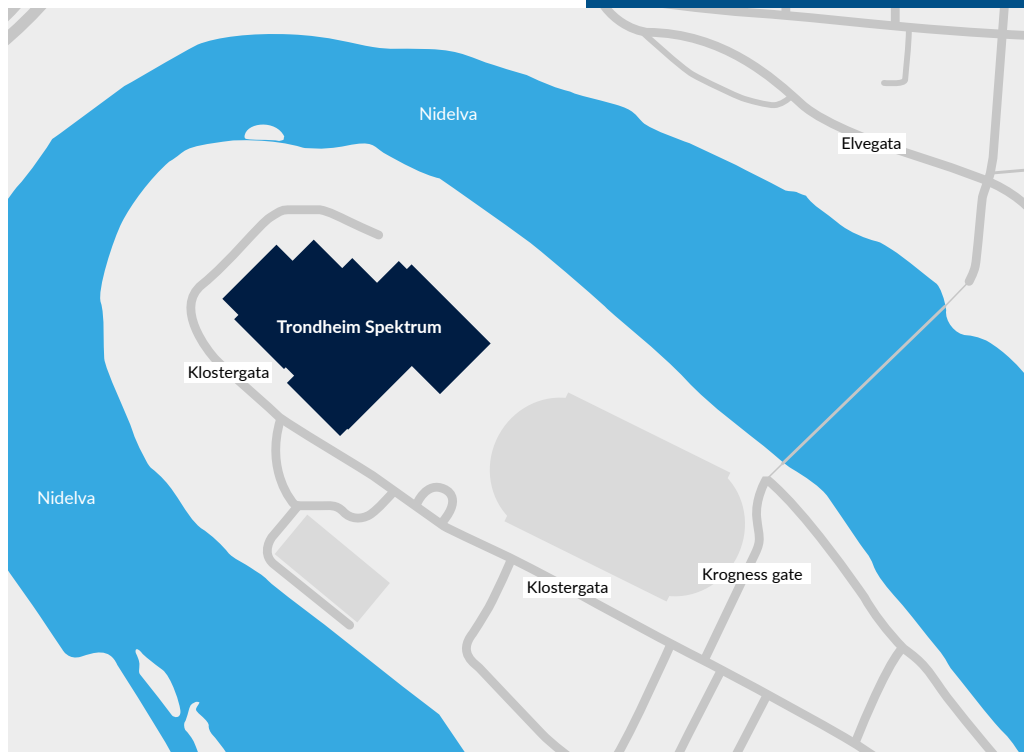 Nidelva
Elvegata
Trondheim Spektrum
Klostergata
Nidelva
Krogness gate
Klostergata